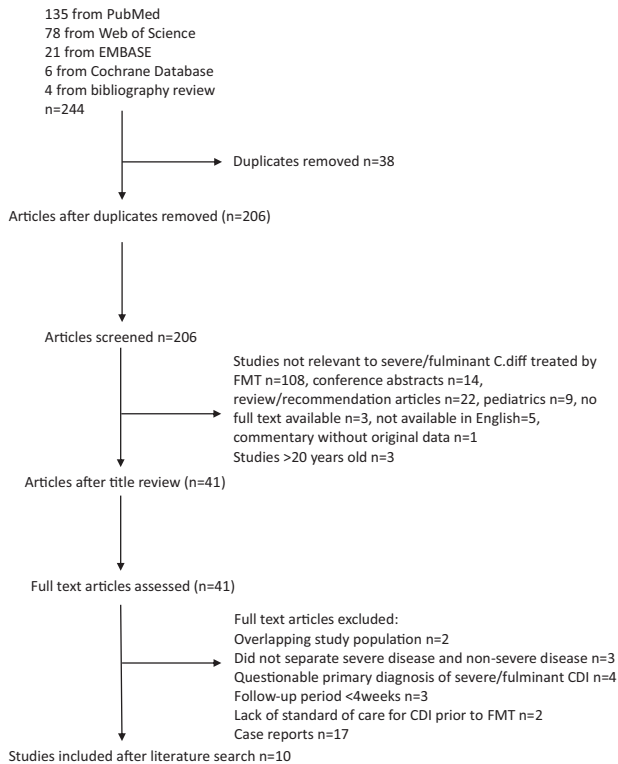 135 from PubMed
78 from Web of Science
21 from EMBASE
6 from Cochrane Database
4 from bibliography review
n=244
Duplicates removed n=38
Articles after duplicates removed (n=206)
Articles screened n=206
Studies not relevant to severe/fulminant C.diff treated by
FMT n=108, conference abstracts n=14,
review/recommendation articles n=22, pediatrics n=9, no
full text available n=3, not available in English=5,
commentary without original data n=1
Studies >20 years old n=3
Articles after title review (n=41)
Full text articles assessed (n=41)
Full text articles excluded:
Overlapping study population n=2
Did not separate severe disease and non-severe disease n=3
Questionable primary diagnosis of severe/fulminant CDI n=4
Follow-up period <4weeks n=3
Lack of standard of care for CDI prior to FMT n=2
Case reports n=17
Studies included after literature search n=10